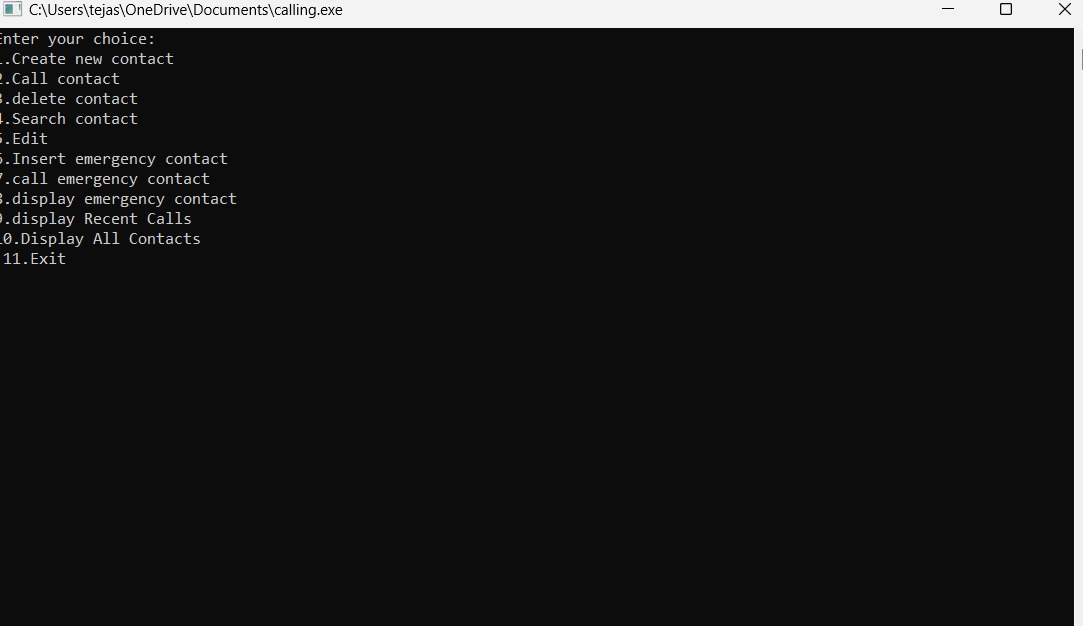 C:\Users\tejas\OneDrive\Documents\calling.exe
Enter your choice:
1.Create new contact
2.Call contact
3.delete contact
4.Search contact
5.Edit
6.Insert emergency contact
7.call emergency contact
8.display emergency contact
9.display Recent Calls
10.Display All Contacts
11.Exit